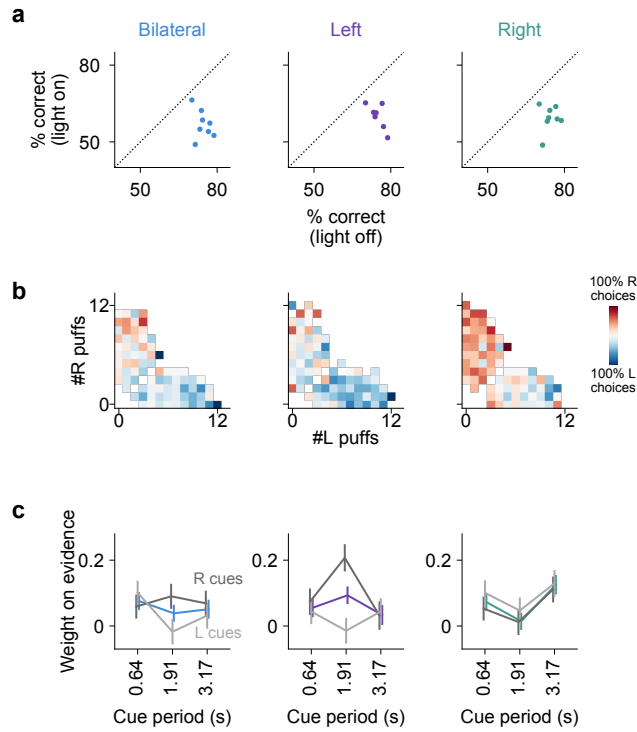 a
Bilateral
Left
Right
% correct
(light on)
80
50
50
80
50
80
50
80
% correct
(light off)
b
#R puffs
12
0
0
12
0
12
0
12
#L puffs
100% R
choices
100% L
choices
c
Weight on evidence
0.2
0
R cues
L cues
0.2
0
0.2
0
0.64
1.91
3.17
0.64
1.91
3.17
0.64
1.91
3.17
Cue period (s)
Cue period (s)
Cue period (s)